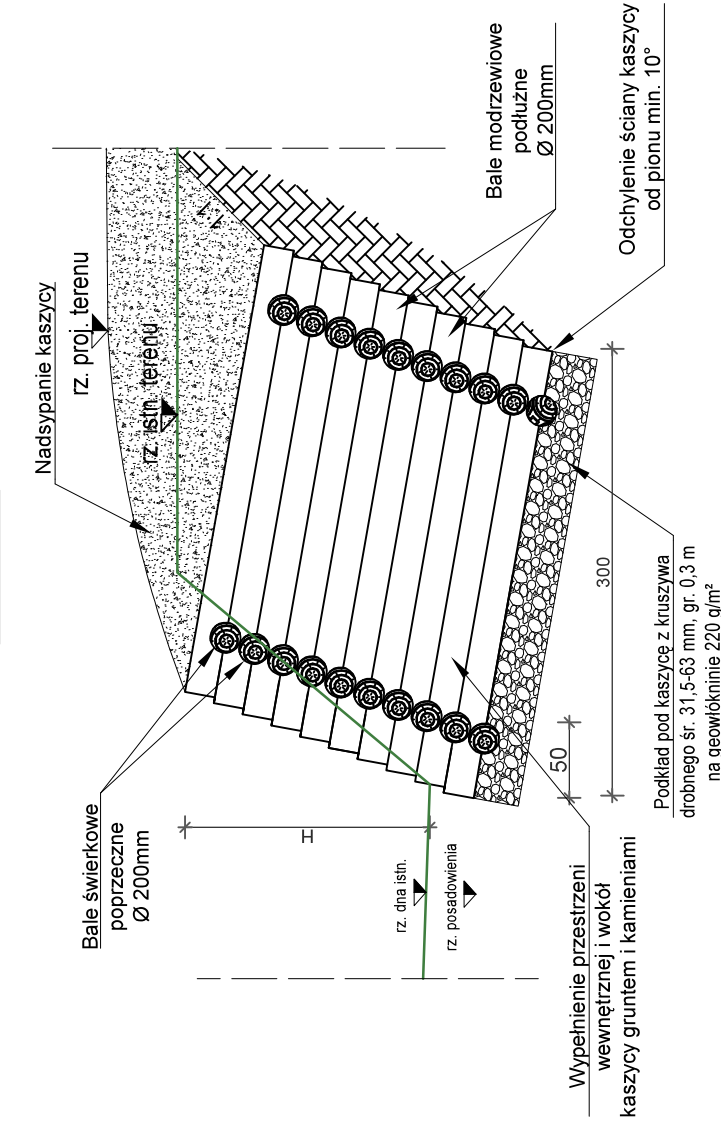 Nadsypanie kaszycy
rz. proj. terenu
rz. istn. terenu
1:1
Bale modrzewiowe
podłużne
Ø 200mm
Odchylenie ściany kaszycy
od pionu min. 10°
Bale świerkowe
poprzeczne
Ø 200mm
H
rz. dna istn.
rz. posadowienia
50
300
Podkład pod kaszycę z kruszywa
drobnego śr. 31,5-63 mm, gr. 0,3 m
na geowłókninie 220 g/m²
Wypełnienie przestrzeni
wewnętrznej i wokół
kaszycy gruntem i kamieniami